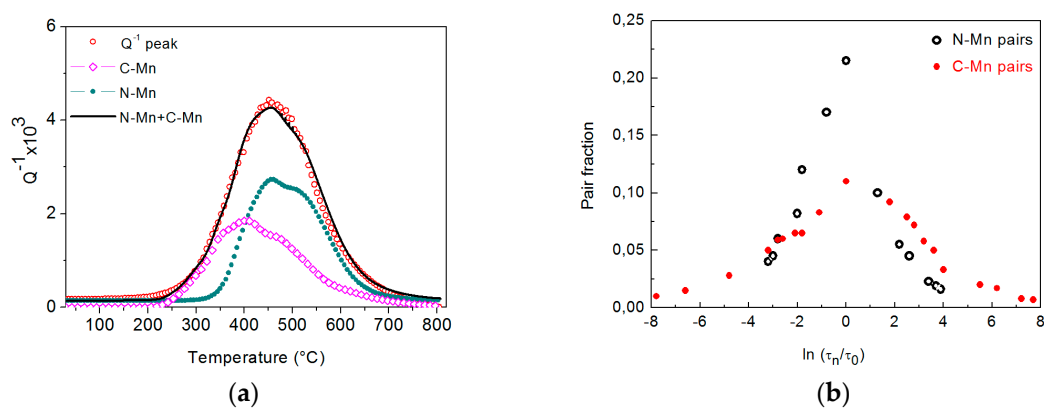 6
4
2
0
Q⁻¹x10³
Q⁻¹ peak
C-Mn
N-Mn
N-Mn+C-Mn
100 200 300 400 500 600 700 800
Temperature (°C)
(a)
0,25
0,20
0,15
0,10
0,05
0,00
Pair fraction
N-Mn pairs
C-Mn pairs
-8 -6 -4 -2 0 2 4 6 8
ln (τn/τ0)
(b)